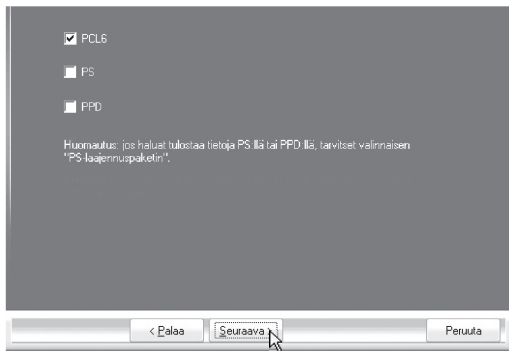 PCL6
PS
PPD
Huomautus: jos haluat tulostaa tietoja PS:llä tai PPD:llä, tarvitset valinnaisen
"PS-laajennuspaketin".
< Palaa Seuraava > Peruuta